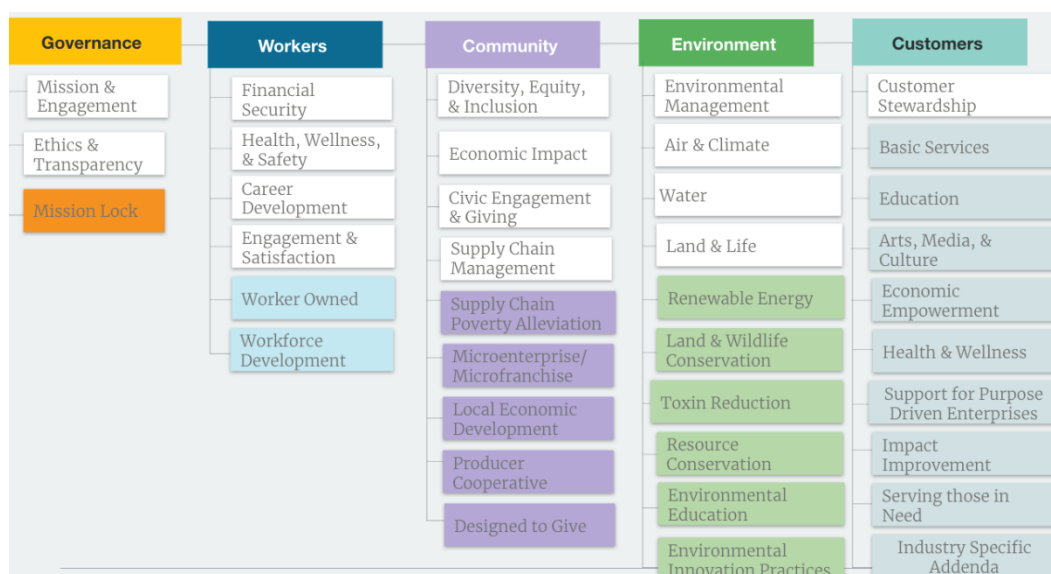 Governance
Mission &
Engagement
Ethics &
Transparency
Mission Lock
Workers
Financial
Security
Health, Wellness,
& Safety
Career
Development
Engagement &
Satisfaction
Worker Owned
Workforce
Development
Community
Diversity, Equity,
& Inclusion
Economic Impact
Civic Engagement
& Giving
Supply Chain
Management
Supply Chain
Poverty Alleviation
Microenterprise/
Microfranchise
Local Economic
Development
Producer
Cooperative
Designed to Give
Environment
Environmental
Management
Air & Climate
Water
Land & Life
Renewable Energy
Land & Wildlife
Conservation
Toxin Reduction
Resource
Conservation
Environmental
Education
Environmental
Innovation Practices
Customers
Customer
Stewardship
Basic Services
Education
Arts, Media, &
Culture
Economic
Empowerment
Health & Wellness
Support for Purpose
Driven Enterprises
Impact
Improvement
Serving those in
Need
Industry Specific
Addenda